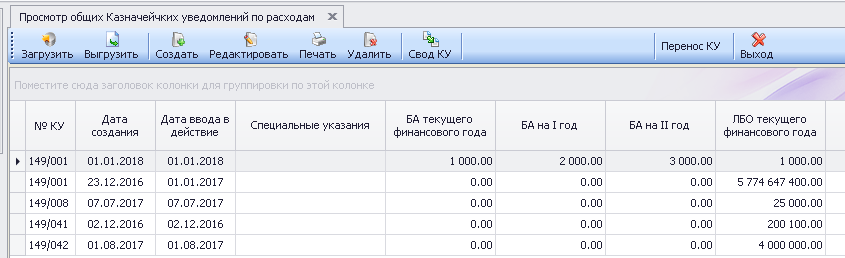 Просмотр общих Казначейчких уведомлений по расходам
Загрузить Выгрузить Создать Редактировать Печать Удалить Свод КУ Перенос КУ Выход
Поместите сюда заголовок колонки для группировки по этой колонке
№ КУ Дата создания Дата ввода в действие Специальные указания БА текущего финансового года БА на I год БА на II год ЛБО текущего финансового года
149/001 01.01.2018 01.01.2018 1 000.00 2 000.00 3 000.00 1 000.00
149/001 23.12.2016 01.01.2017 0.00 0.00 0.00 5 774 647 400.00
149/008 07.07.2017 07.07.2017 0.00 0.00 0.00 25 000.00
149/041 02.12.2016 02.12.2016 0.00 0.00 0.00 200 100.00
149/042 01.08.2017 01.08.2017 0.00 0.00 0.00 4 000 000.00